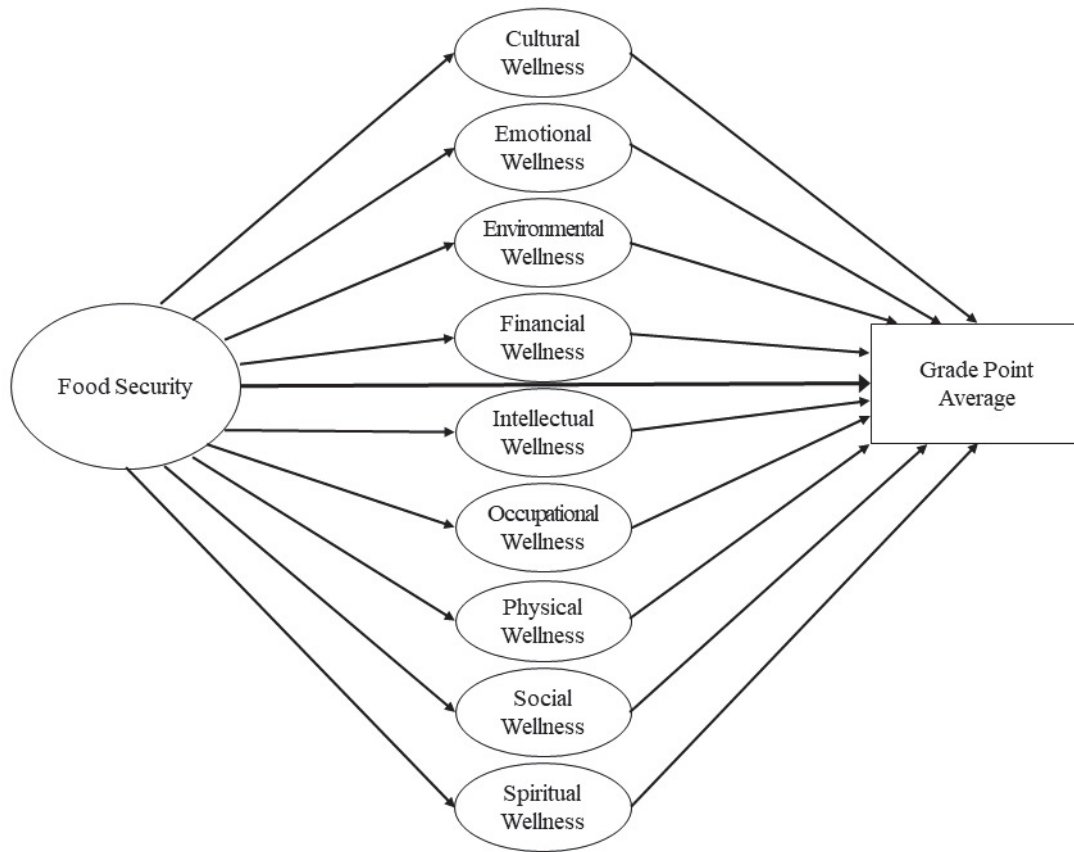 Cultural
Wellness
Emotional
Wellness
Environmental
Wellness
Financial
Wellness
Food Security
Grade Point
Average
Intellectual
Wellness
Occupational
Wellness
Physical
Wellness
Social
Wellness
Spiritual
Wellness